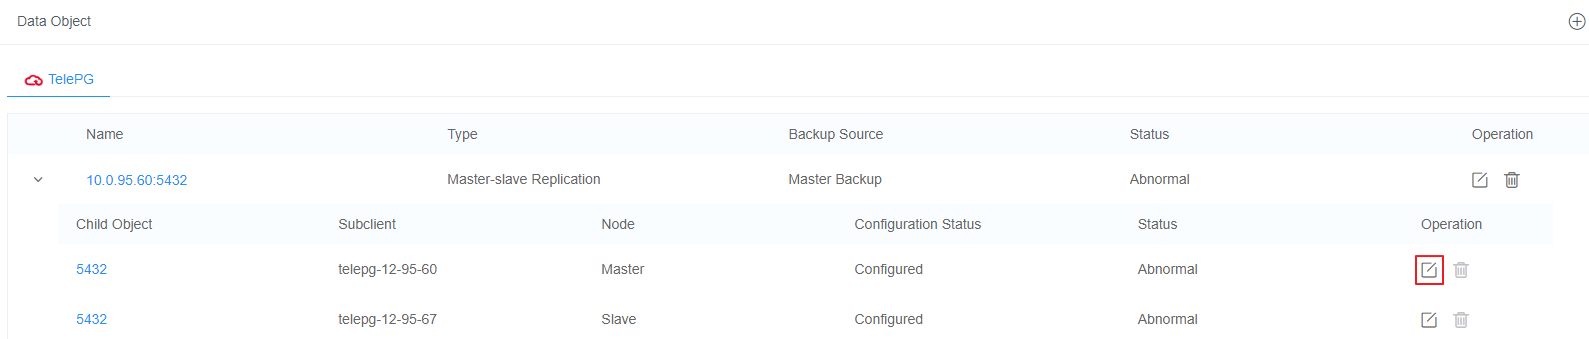 Data Object
TelePG
Name Type Backup Source Status Operation
10.0.95.60:5432 Master-slave Replication Master Backup Abnormal
Child Object Subclient Node Configuration Status Status Operation
5432 telepg-12-95-60 Master Configured Abnormal
5432 telepg-12-95-67 Slave Configured Abnormal